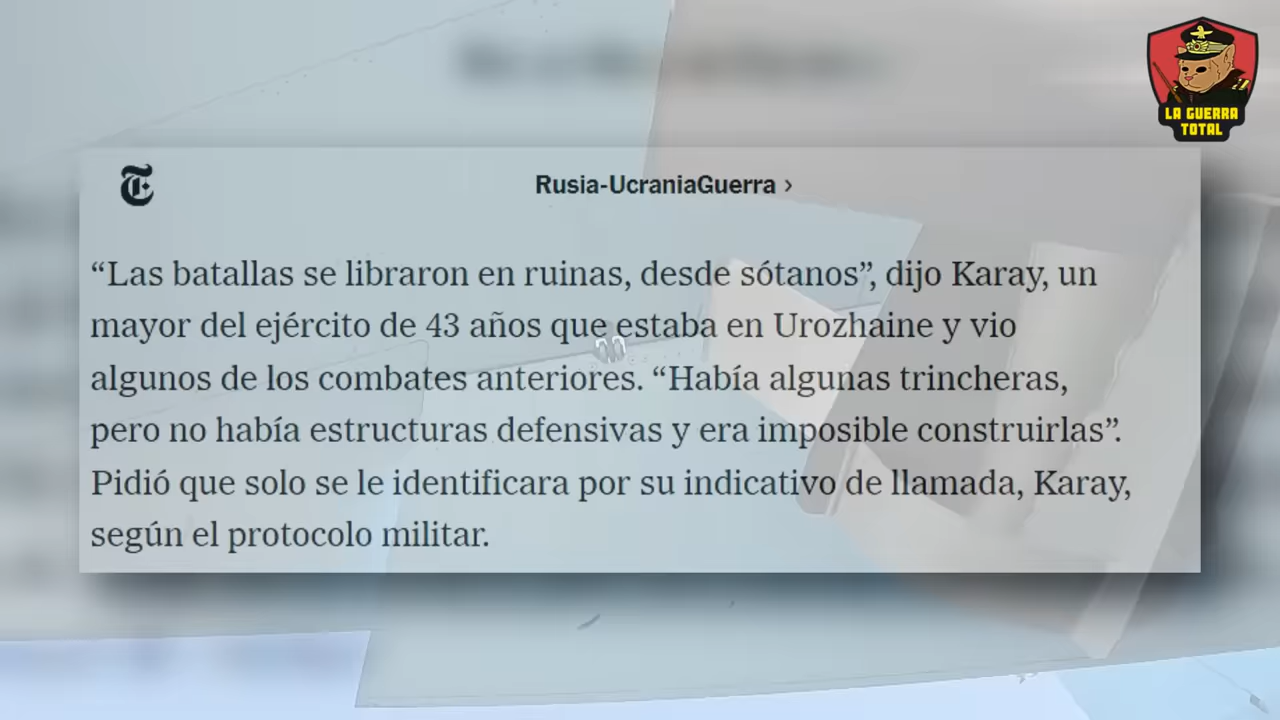 LA GUERRA
TOTAL
Rusia-UcraniaGuerra ›
“Las batallas se libraron en ruinas, desde sótanos”, dijo Karay, un
mayor del ejército de 43 años que estaba en Urozhaine y vio
algunos de los combates anteriores. “Había algunas trincheras,
pero no había estructuras defensivas y era imposible construirlas”.
Pidió que solo se le identificara por su indicativo de llamada, Karay,
según el protocolo militar.